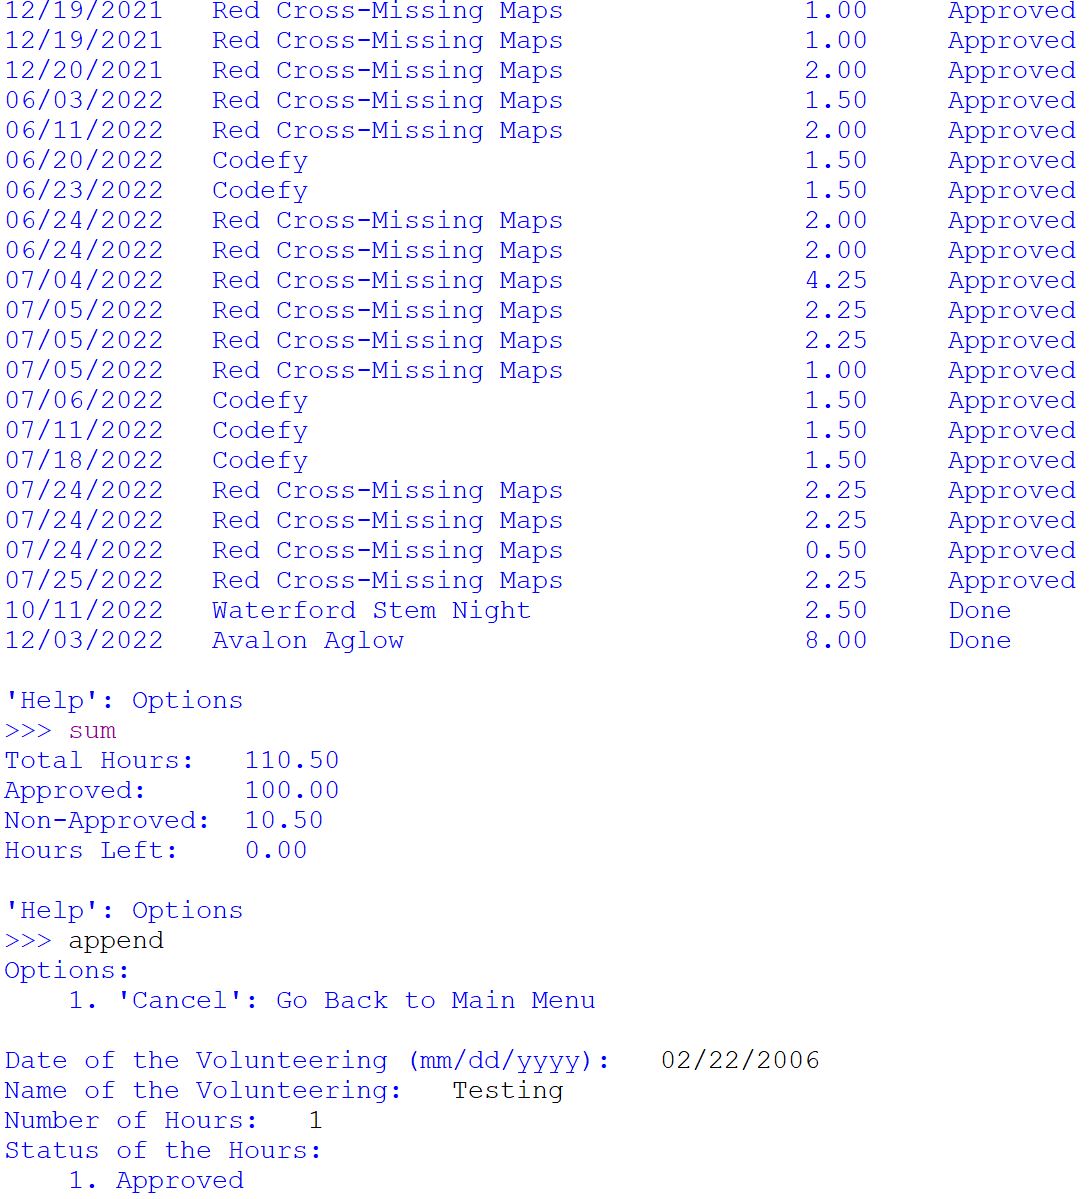 12/19/2021 Red Cross-Missing Maps 1.00 Approved
12/19/2021 Red Cross-Missing Maps 1.00 Approved
12/20/2021 Red Cross-Missing Maps 2.00 Approved
06/03/2022 Red Cross-Missing Maps 1.50 Approved
06/11/2022 Red Cross-Missing Maps 2.00 Approved
06/20/2022 Codefy 1.50 Approved
06/23/2022 Codefy 1.50 Approved
06/24/2022 Red Cross-Missing Maps 2.00 Approved
06/24/2022 Red Cross-Missing Maps 2.00 Approved
07/04/2022 Red Cross-Missing Maps 4.25 Approved
07/05/2022 Red Cross-Missing Maps 2.25 Approved
07/05/2022 Red Cross-Missing Maps 2.25 Approved
07/05/2022 Red Cross-Missing Maps 1.00 Approved
07/06/2022 Codefy 1.50 Approved
07/11/2022 Codefy 1.50 Approved
07/18/2022 Codefy 1.50 Approved
07/24/2022 Red Cross-Missing Maps 2.25 Approved
07/24/2022 Red Cross-Missing Maps 2.25 Approved
07/24/2022 Red Cross-Missing Maps 0.50 Approved
07/25/2022 Red Cross-Missing Maps 2.25 Approved
10/11/2022 Waterford Stem Night 2.50 Done
12/03/2022 Avalon Aglow 8.00 Done
'Help': Options
>>> sum
Total Hours: 110.50
Approved: 100.00
Non-Approved: 10.50
Hours Left: 0.00
'Help': Options
>>> append
Options:
1. 'Cancel': Go Back to Main Menu
Date of the Volunteering (mm/dd/yyyy): 02/22/2006
Name of the Volunteering: Testing
Number of Hours: 1
Status of the Hours:
1. Approved